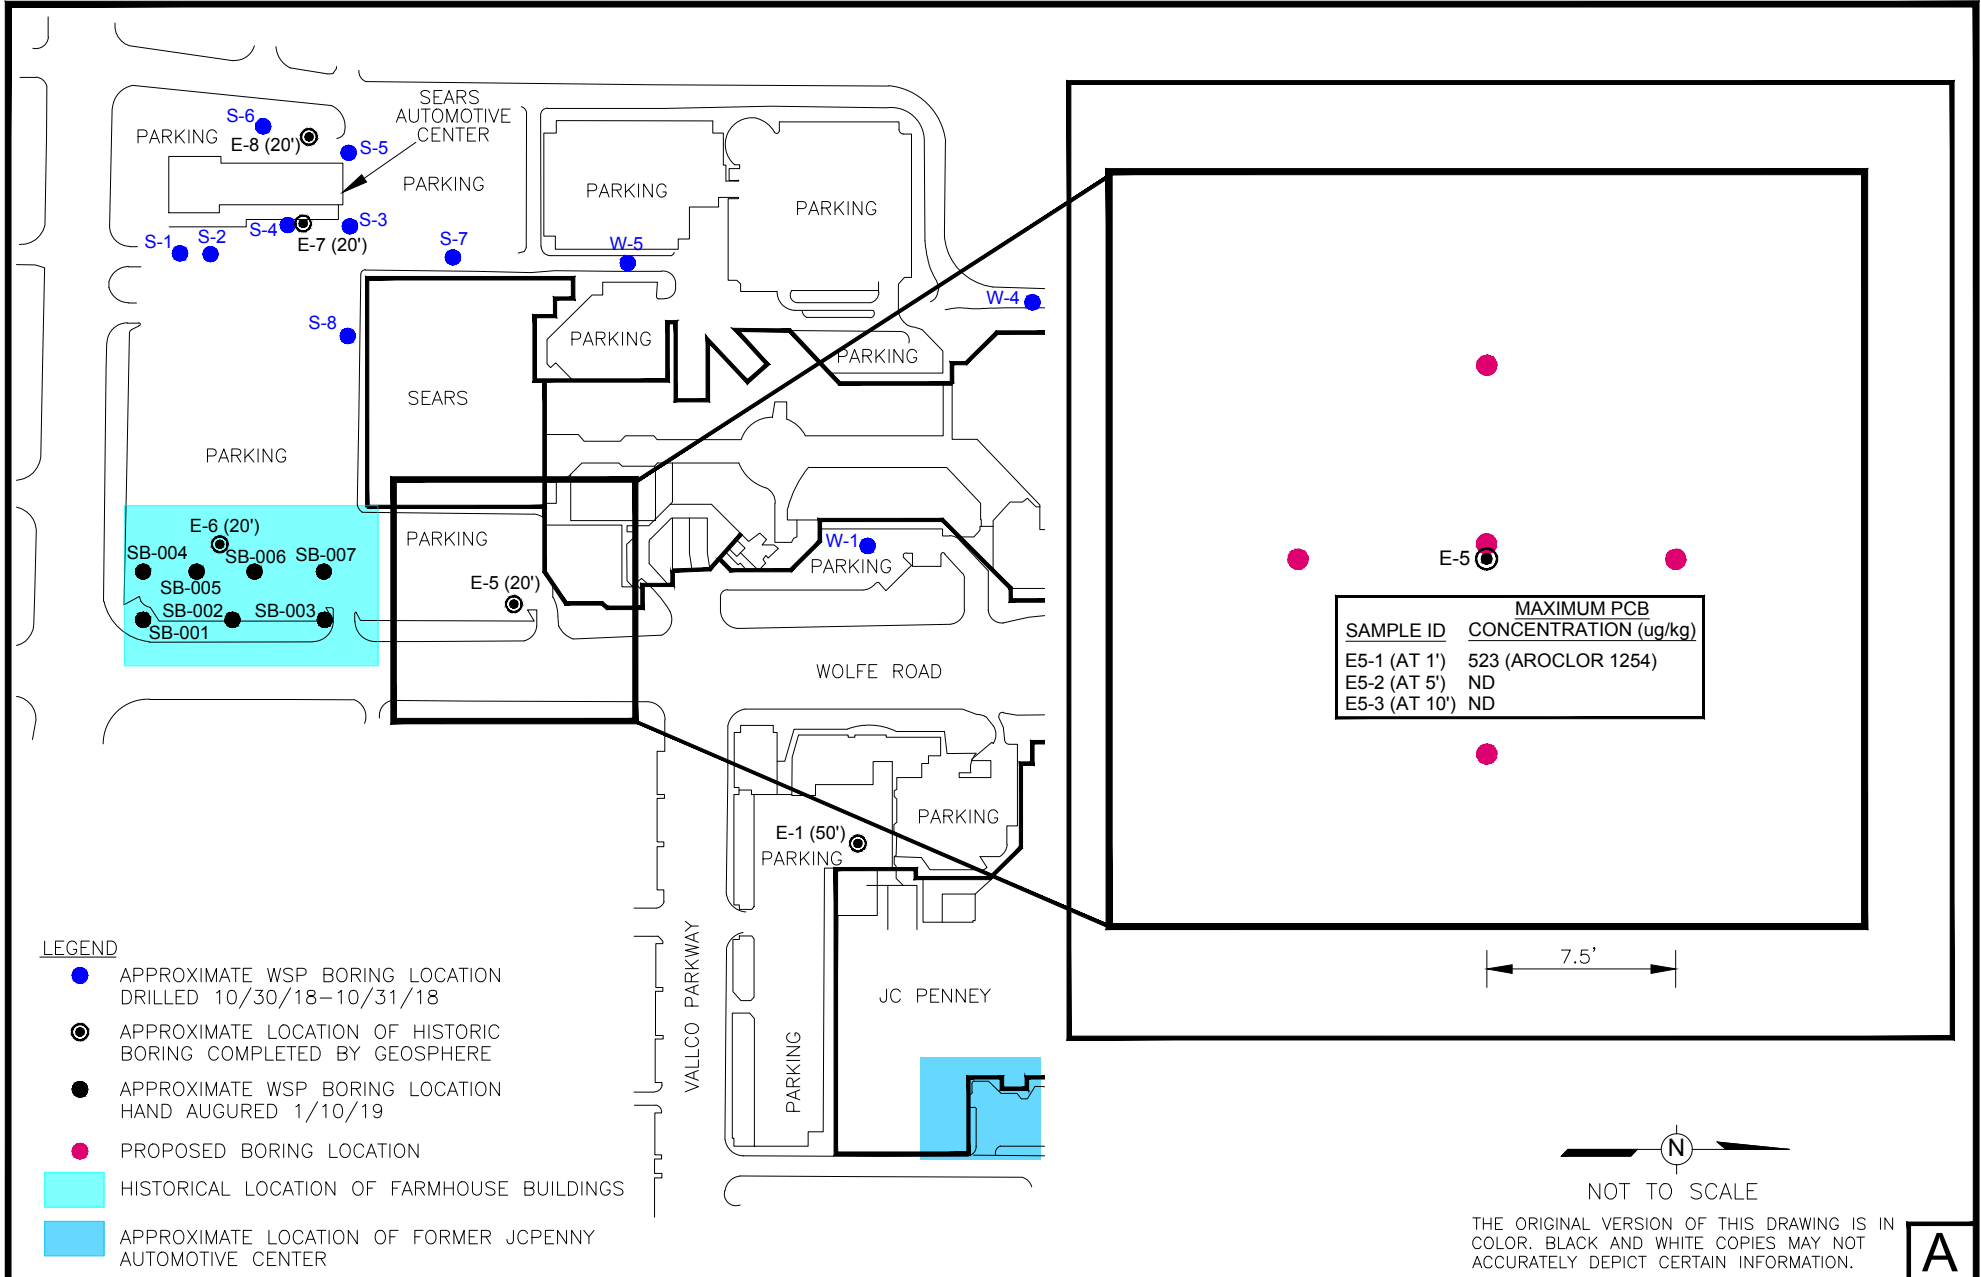 SEARS
AUTOMOTIVE
CENTER
S-6
PARKING
E-8 (20')
S-5
PARKING
PARKING
PARKING
S-4
S-3
E-7 (20')
S-1
S-2
S-7
W-5
W-4
S-8
PARKING
PARKING
SEARS
PARKING
E-6 (20')
PARKING
SB-004
SB-006
SB-007
SB-005
W-1
PARKING
E-5 (20')
SB-002
SB-003
SB-001
WOLFE ROAD
PARKING
E-1 (50')
PARKING
VALLCO PARKWAY
JC PENNEY
PARKING
E-5
MAXIMUM PCB
SAMPLE ID CONCENTRATION (ug/kg)
E5-1 (AT 1') 523 (AROCLOR 1254)
E5-2 (AT 5') ND
E5-3 (AT 10') ND
7.5'
LEGEND
APPROXIMATE WSP BORING LOCATION
DRILLED 10/30/18-10/31/18
APPROXIMATE LOCATION OF HISTORIC
BORING COMPLETED BY GEOSPHERE
APPROXIMATE WSP BORING LOCATION
HAND AUGURED 1/10/19
PROPOSED BORING LOCATION
HISTORICAL LOCATION OF FARMHOUSE BUILDINGS
APPROXIMATE LOCATION OF FORMER JCPENNY
AUTOMOTIVE CENTER
N
NOT TO SCALE
THE ORIGINAL VERSION OF THIS DRAWING IS IN
COLOR. BLACK AND WHITE COPIES MAY NOT
ACCURATELY DEPICT CERTAIN INFORMATION.
A